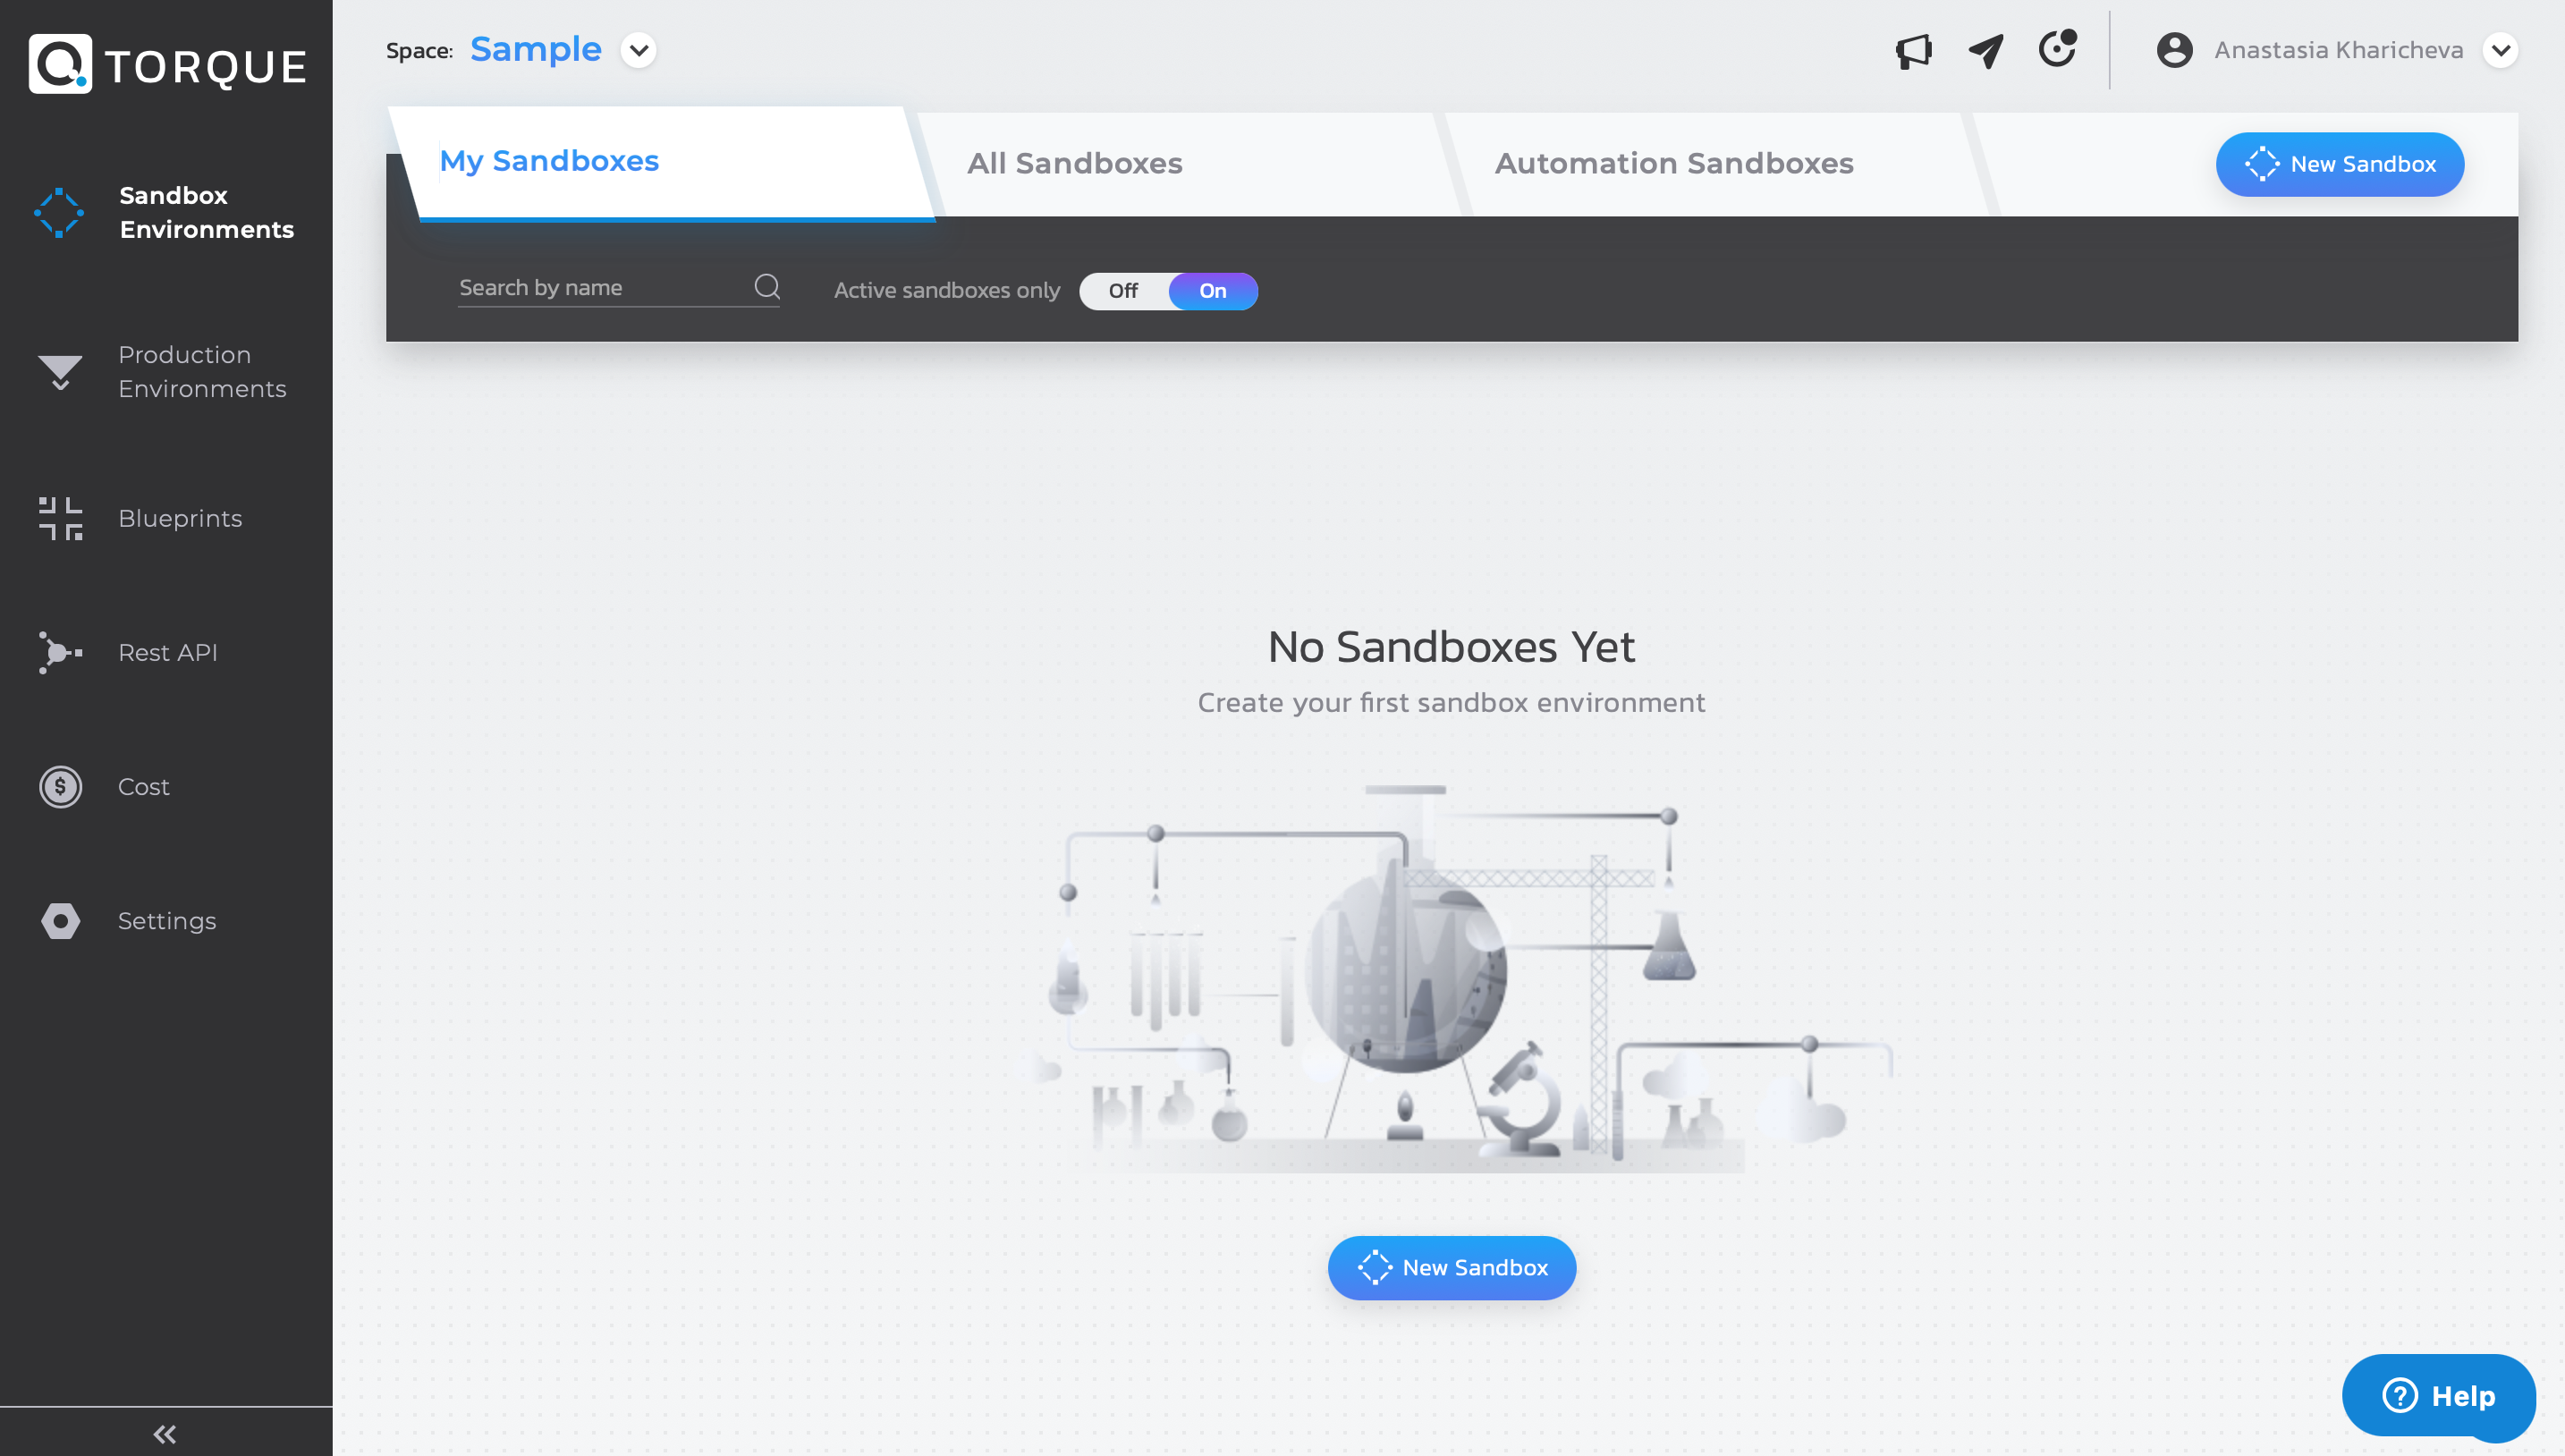 TORQUE
Space: Sample
Anastasia Kharicheva
Sandbox
Environments
Production
Environments
Blueprints
Rest API
$
Cost
Settings
My Sandboxes
All Sandboxes
Automation Sandboxes
New Sandbox
Search by name
Active sandboxes only
Off
On
No Sandboxes Yet
Create your first sandbox environment
New Sandbox
? Help